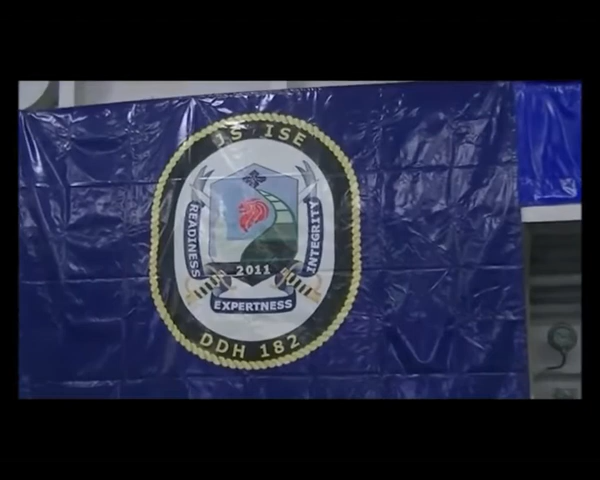 JS ISE
READINESS
INTEGRITY
2011
EXPERTNESS
DDH 182